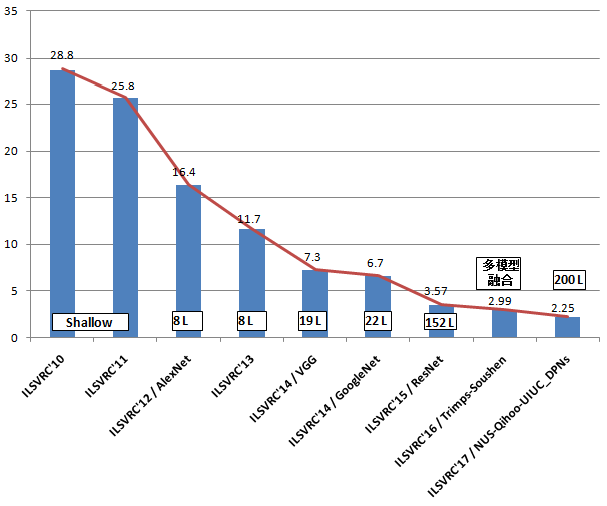 35
30
25
20
15
10
5
0
28.8
25.8
16.4
11.7
7.3
6.7
3.57
2.99
2.25
多模型
融合
200 L
Shallow
8 L
8 L
19 L
22 L
152 L
ILSVRC'10
ILSVRC'11
ILSVRC'12 / AlexNet
ILSVRC'13
ILSVRC'14 / VGG
ILSVRC'14 / GoogleNet
ILSVRC'15 / ResNet
ILSVRC'16 / Trimps-Soushen
ILSVRC'17 / NUS-Qihoo-UIUC_DPNs